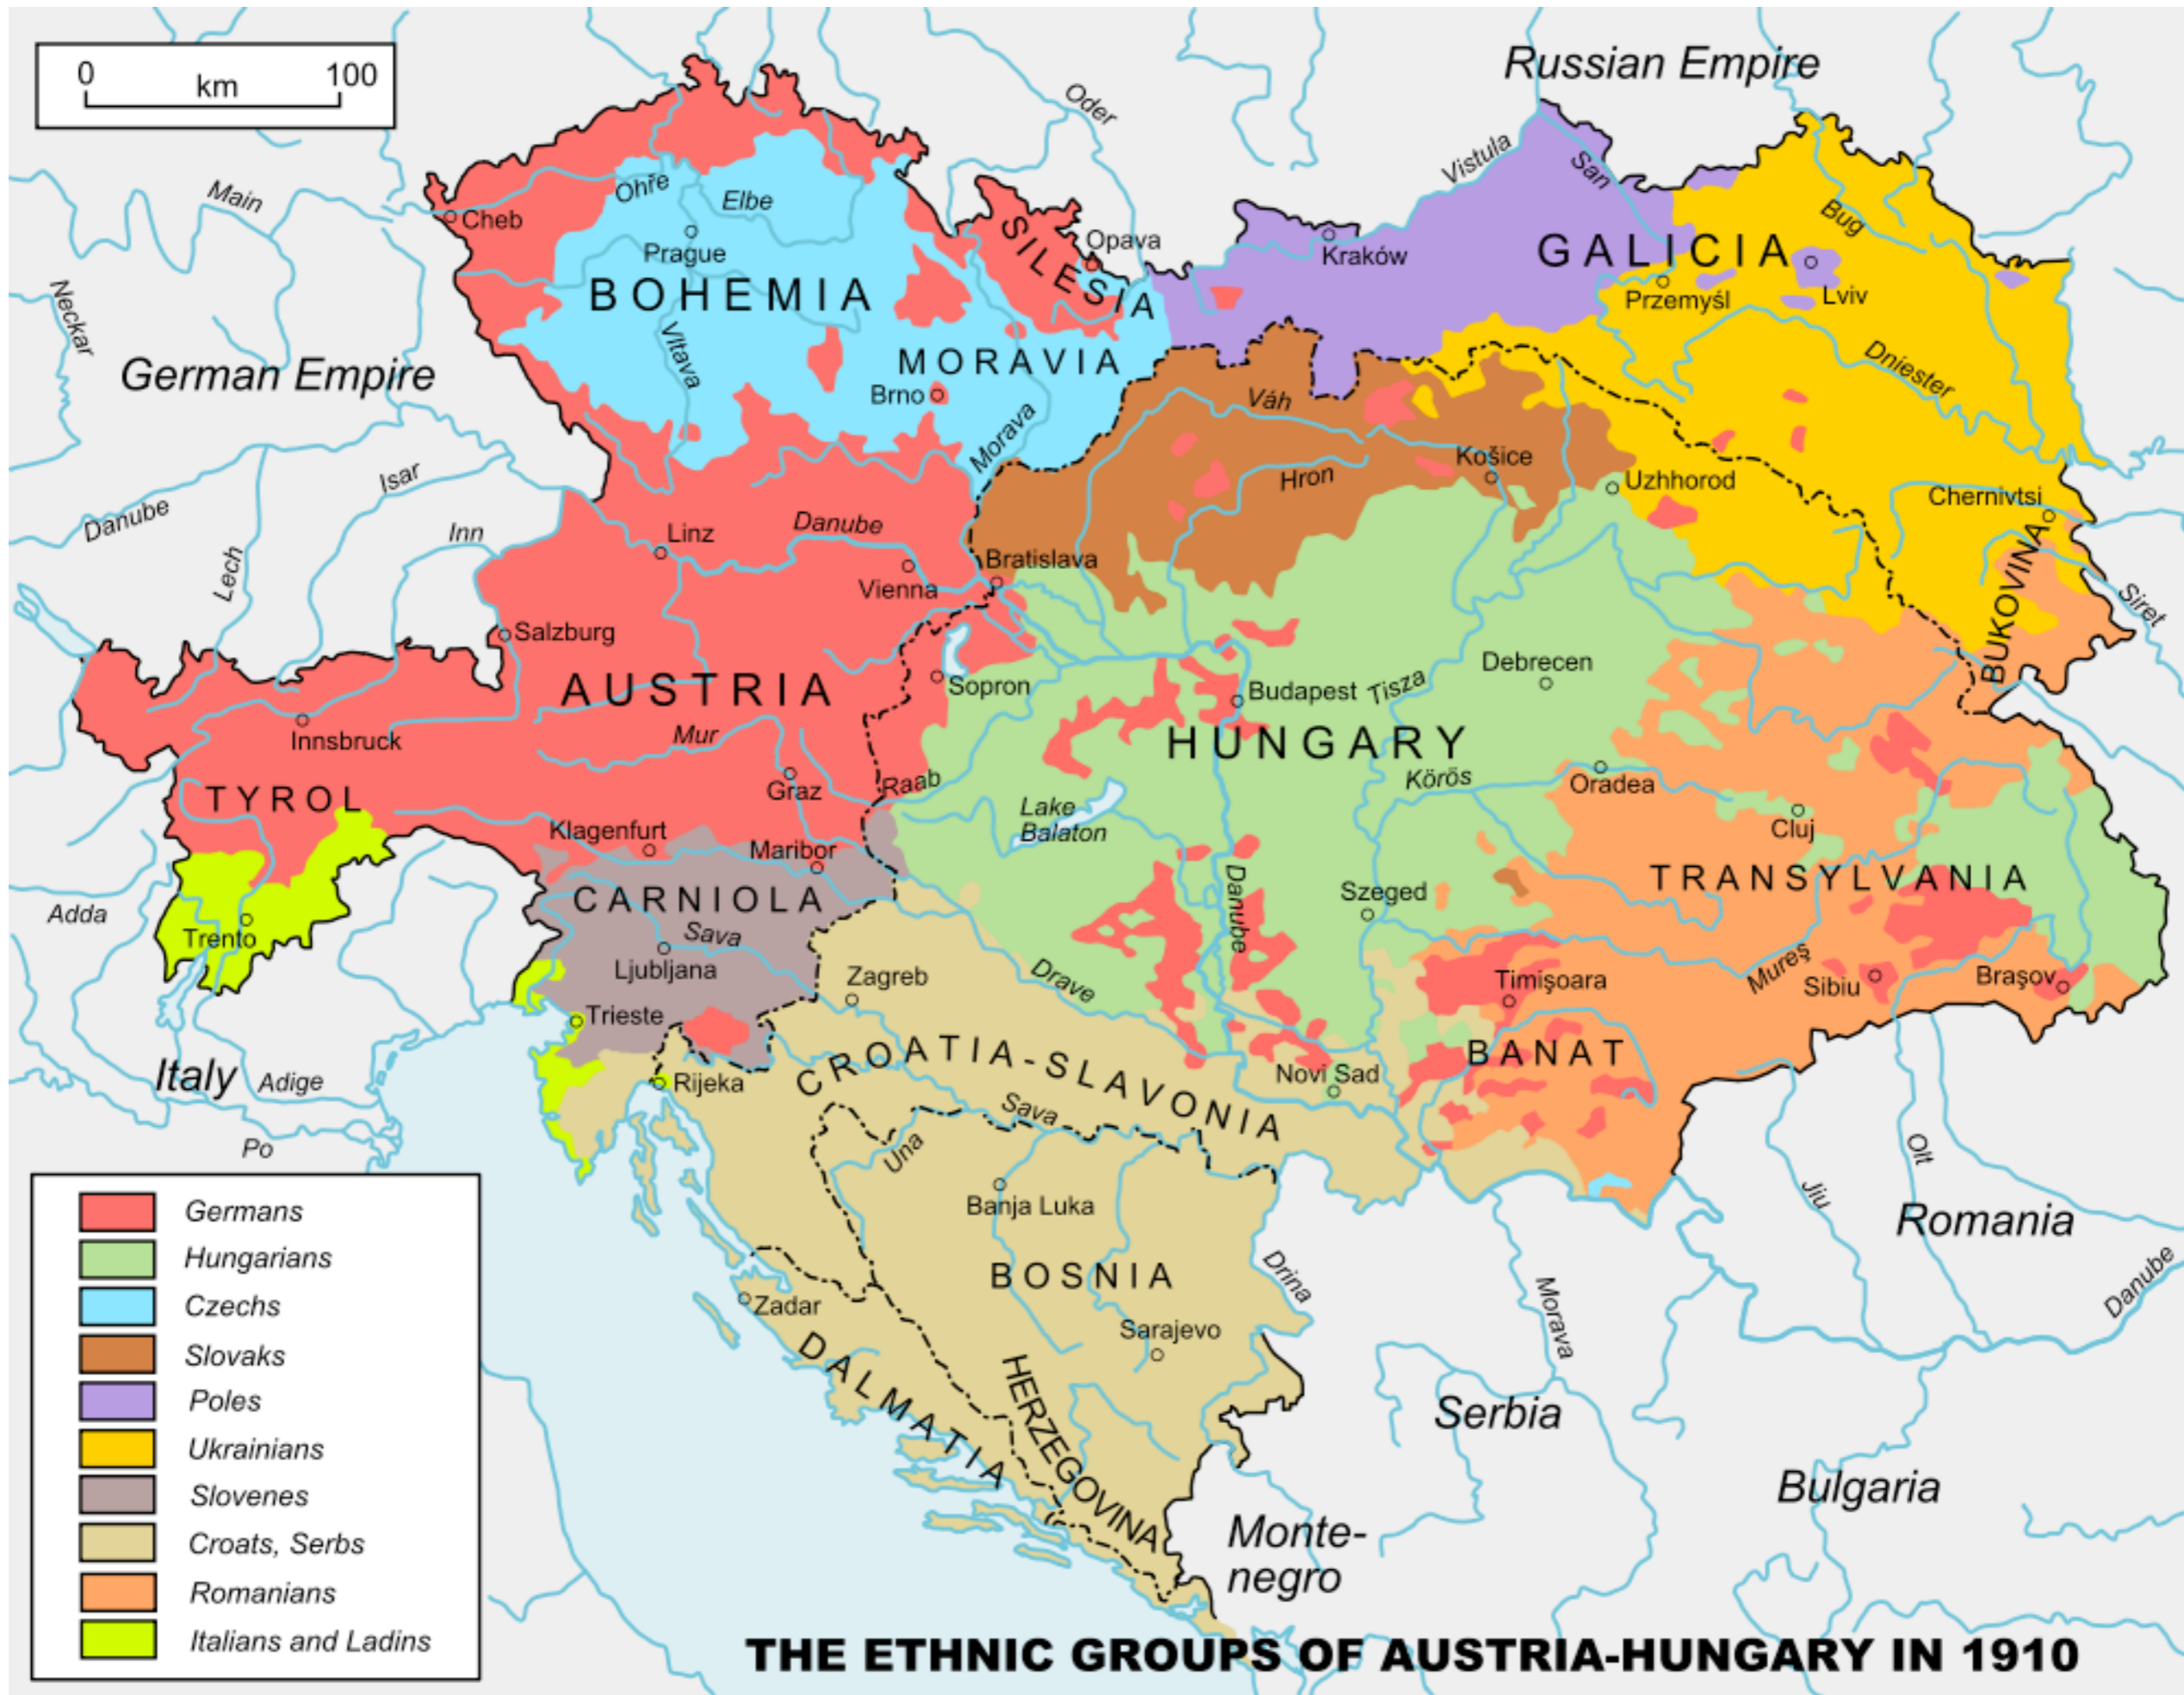 0 100
km
Russian Empire
Oder
Vistula
San
Main
Cheb
Ohře
Elbe
Prague
SILESIA
Opava
Kraków
GALICIA
Bug
Przemyśl
Lviv
Neckar
BOHEMIA
Vltava
German Empire
MORAVIA
Brno
Morava
Váh
Dniester
Danube
Isar
Inn
Lech
Linz
Danube
Vienna
Bratislava
Hron
Košice
Uzhhorod
Chernivtsi
BUKOVINA
Siret
Salzburg
AUSTRIA
Sopron
Budapest
Tisza
Debrecen
Innsbruck
Mur
HUNGARY
TYROL
Graz
Raab
Lake
Balaton
Körös
Oradea
Cluj
Klagenfurt
Maribor
CARNIOLA
Sava
Ljubljana
Adda
Trento
Danube
Szeged
TRANSYLVANIA
Zagreb
Drave
Timişoara
Mureş
Sibiu
Braşov
Trieste
Italy
Adige
Po
Rijeka
CROATIA-SLAVONIA
Novi Sad
BANAT
Sava
Una
Banja Luka
BOSNIA
Drina
Sarajevo
Zadar
DALMATIA
HERZEGOVINA
Morava
Jiu
Olt
Romania
Danube
Serbia
Bulgaria
Monte-
negro
Germans
Hungarians
Czechs
Slovaks
Poles
Ukrainians
Slovenes
Croats, Serbs
Romanians
Italians and Ladins
THE ETHNIC GROUPS OF AUSTRIA-HUNGARY IN 1910